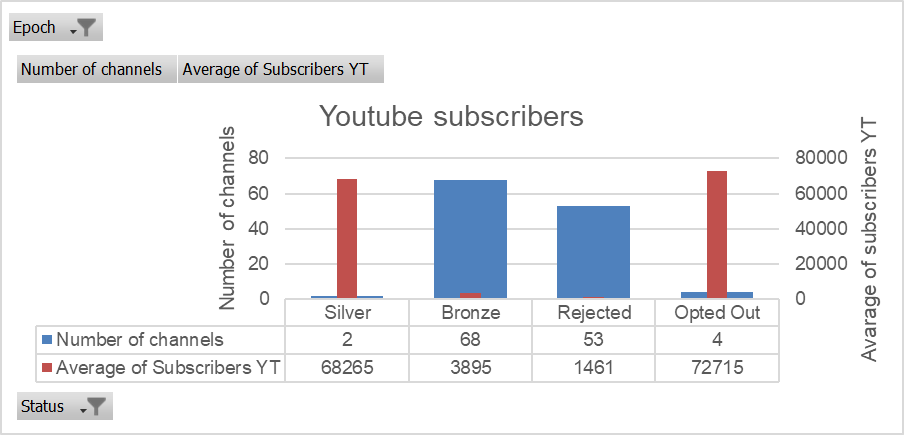 Epoch
Number of channels Average of Subscribers YT
Youtube subscribers
Number of channels
80 80000
60 60000
40 40000
20 20000
0 0
Avarage of subscribers YT
Silver Bronze Rejected Opted Out
Number of channels 2 68 53 4
Average of Subscribers YT 68265 3895 1461 72715
Status